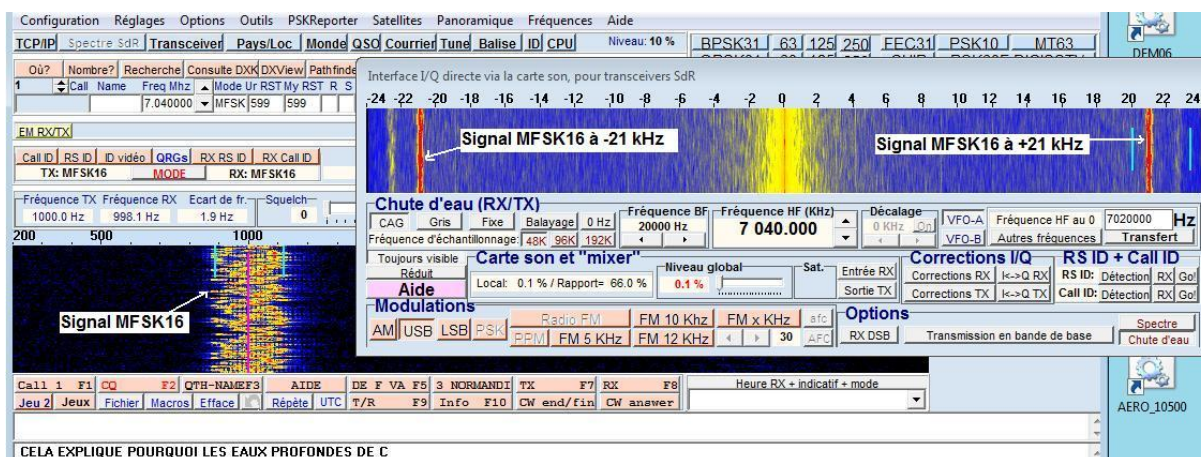 Configuration Réglages Options Outils PSKReporter Satellites Panoramique Fréquences Aide
TCP/IP Spectre SdR Transceiver Pays/Loc Monde QSO Courrier Tune Balise ID CPU Niveau: 10 % BPSK31 63 125 250 FEC31 PSK10 MT63
DEM06
Où? Nombre? Recherche Consulte DXK DXView Pathfinde
1 Call Name Freq Mhz Mode Ur RST My RST R S
7.040000 MFSK 599 599
EM RX/TX
Call ID RS ID ID vidéo QRGs RX RS ID RX Call ID
TX: MFSK16 MODE RX: MFSK16
Fréquence TX Fréquence RX Ecart de fr. Squelch
1000.0 Hz 998.1 Hz 1.9 Hz 0
200 500 1000
Signal MFSK16
Interface I/Q directe via la carte son, pour transceivers SdR
-24 -22 -20 -18 -16 -14 -12 -10 -8 -6 -4 -2 0 2 4 6 8 10 12 14 16 18 20 22 24
Signal MFSK16 à -21 kHz Signal MFSK16 à +21 kHz
Chute d'eau (RX/TX) Fréquence BF Fréquence HF (KHz) Décalage
CAG Gris Fixe Balayage 0 Hz 20000 Hz 7 040.000 0 KHz On VFO-A Fréquence HF au 0 7020000 Hz
Fréquence d'échantillonnage: 48K 96K 192K VFO-B Autres fréquences Transfert
Toujours visible Carte son et "mixer" Niveau global Sat. Entrée RX Corrections I/Q RS ID + Call ID
Réduit Local: 0.1 % / Rapport= 66.0 % 0.1 % Corrections RX I<->Q RX RS ID: Détection RX Go!
Aide Sortie TX Corrections TX I<->Q TX Call ID: Détection RX Go!
Modulations Options
AM USB LSB PSK Radio FM FM 10 Khz FM x KHz afc RX DSB Transmission en bande de base Spectre
PPM FM 5 KHz FM 12 KHz 30 AFC Chute d'eau
Call 1 F1 CQ F2 QTH-NAME F3 AIDE DE F VA F5 3 NORMANDI TX F7 RX F8 Heure RX + indicatif + mode
Jeu 2 Jeux Fichier Macros Efface Répète UTC T/R F9 Info F10 CW end/fin CW answer
AERO_10500
CELA EXPLIQUE POURQUOI LES EAUX PROFONDES DE C